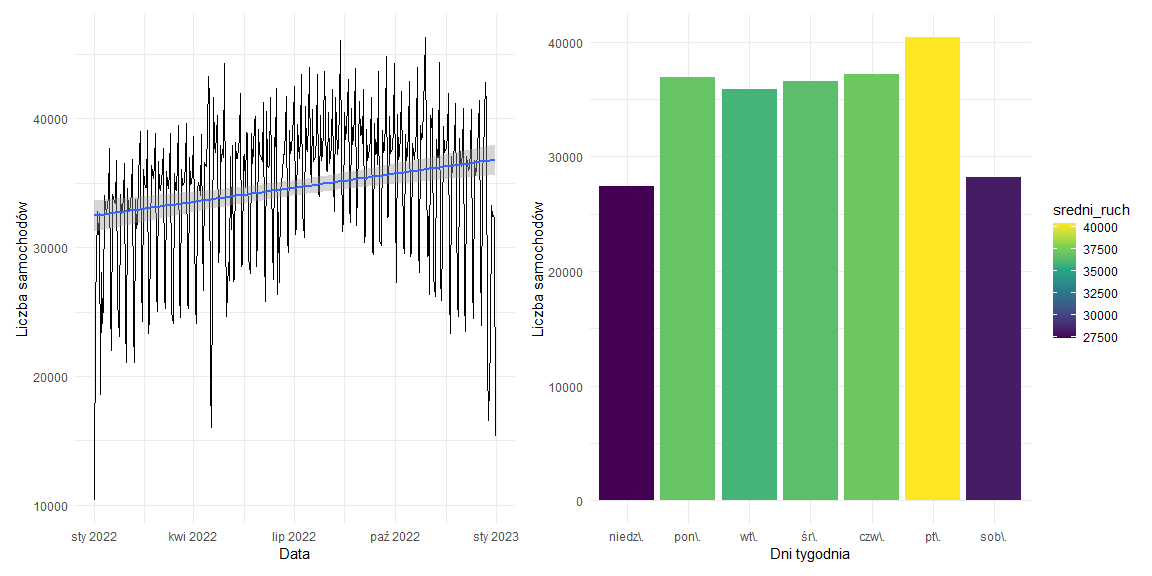 Liczba samochodów
40000
30000
20000
10000
sty 2022
kwi 2022
lip 2022
paź 2022
sty 2023
Data
Liczba samochodów
40000
30000
20000
10000
0
niedz\.
pon\.
wt\.
śr\.
czw\.
pt\.
sob\.
Dni tygodnia
sredni_ruch
40000
37500
35000
32500
30000
27500